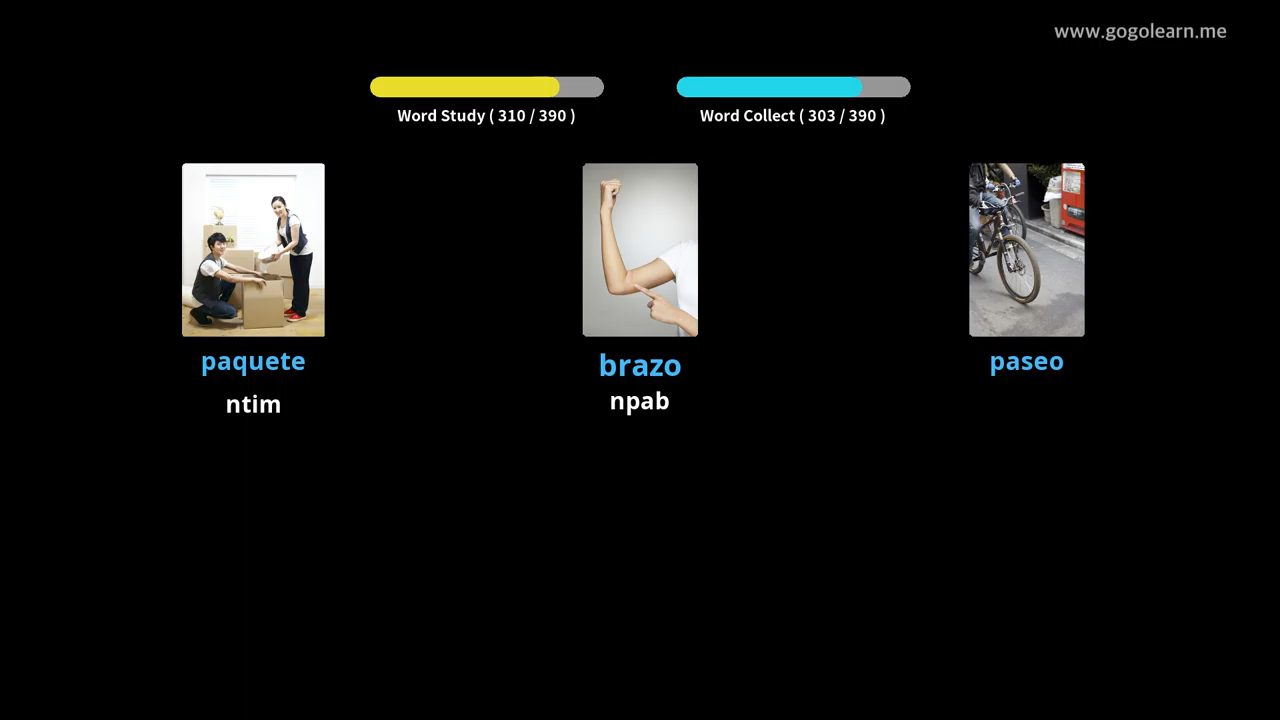 www.gogolearn.me
Word Study ( 310 / 390 )
Word Collect ( 303 / 390 )
paquete
ntim
brazo
npab
paseo